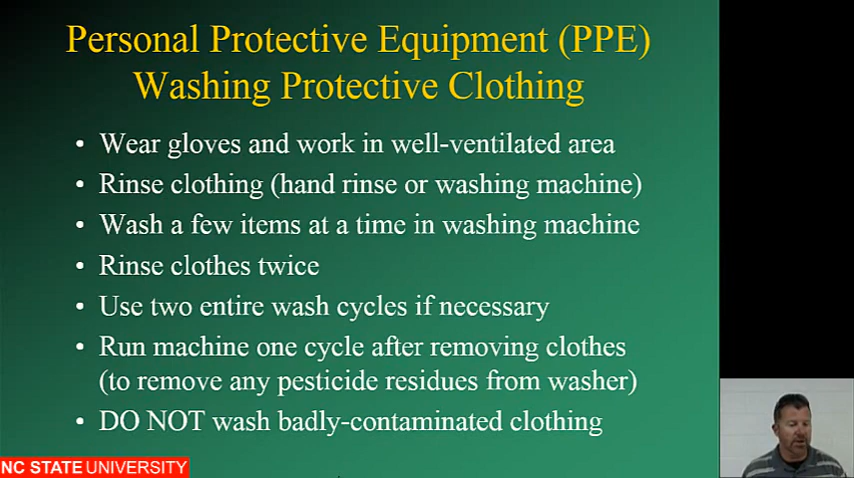 Personal Protective Equipment (PPE)
Washing Protective Clothing
• Wear gloves and work in well-ventilated area
• Rinse clothing (hand rinse or washing machine)
• Wash a few items at a time in washing machine
• Rinse clothes twice
• Use two entire wash cycles if necessary
• Run machine one cycle after removing clothes
(to remove any pesticide residues from washer)
• DO NOT wash badly-contaminated clothing
NC STATE UNIVERSITY